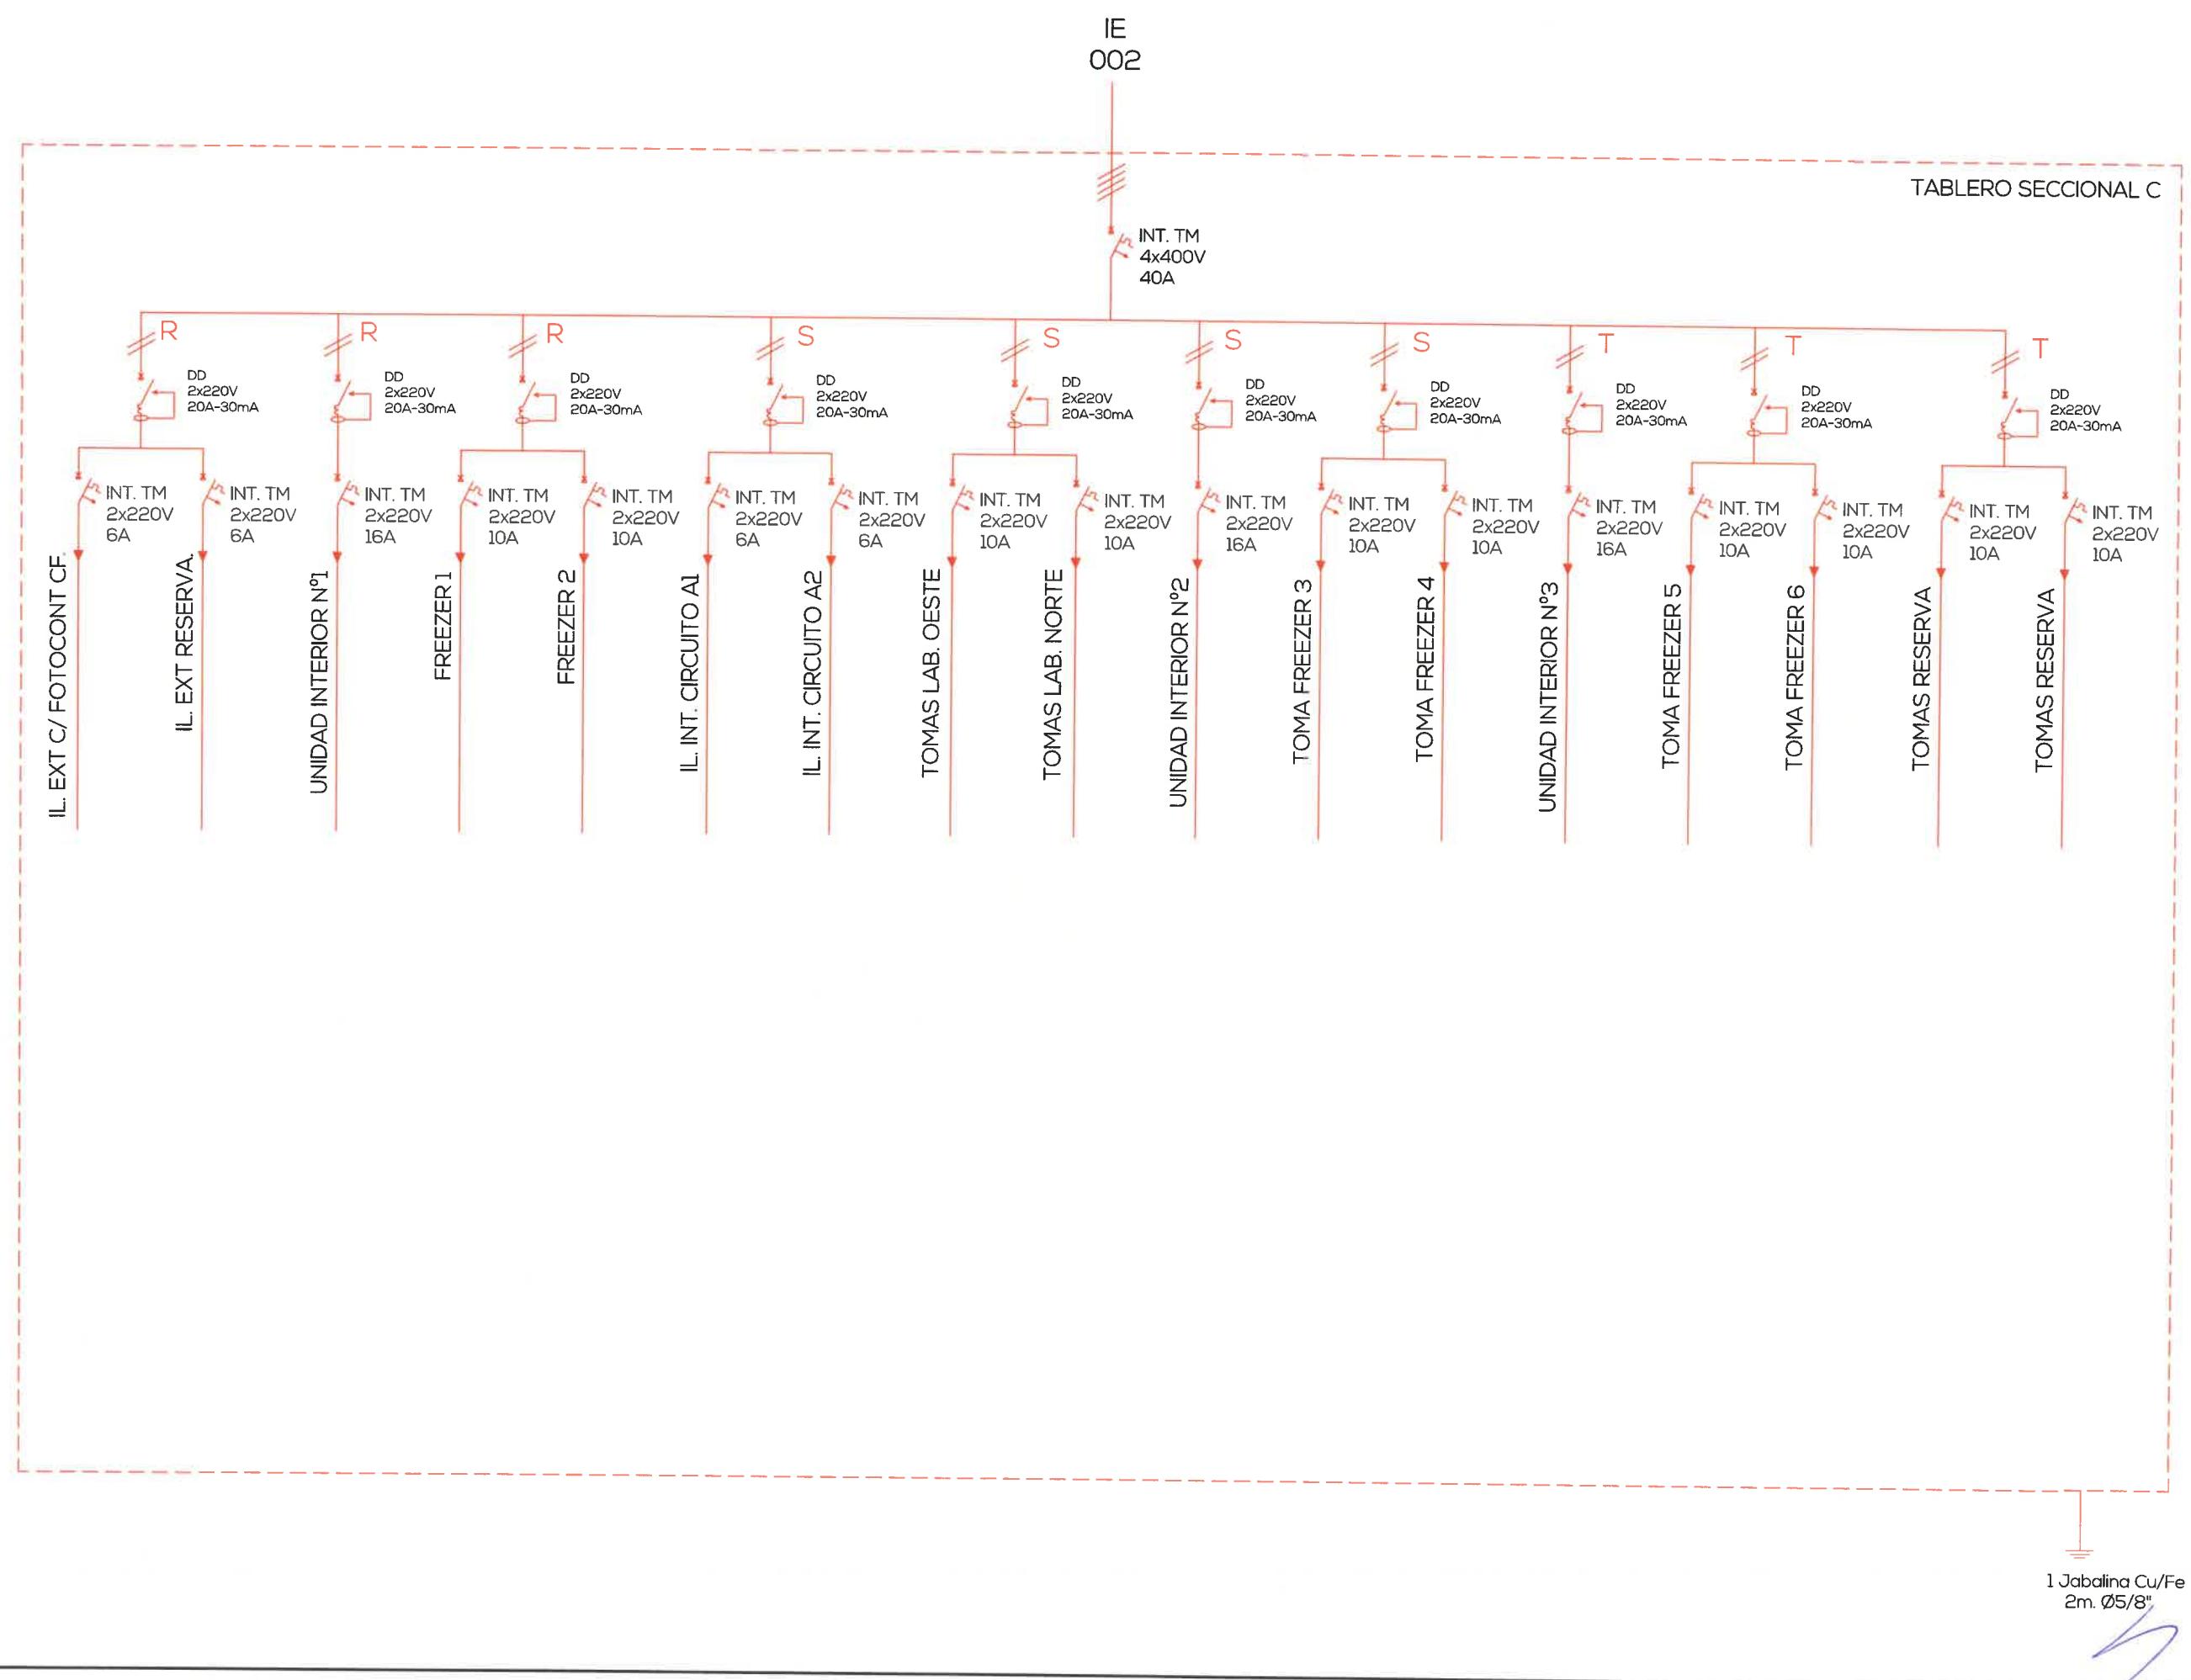 IE
002
TABLERO SECCIONAL C
INT. TM
4x400V
40A
R
R
R
S
S
S
S
T
T
T
DD
2x220V
20A-30mA
DD
2x220V
20A-30mA
DD
2x220V
20A-30mA
DD
2x220V
20A-30mA
DD
2x220V
20A-30mA
DD
2x220V
20A-30mA
DD
2x220V
20A-30mA
DD
2x220V
20A-30mA
DD
2x220V
20A-30mA
DD
2x220V
20A-30mA
INT. TM
2x220V
6A
INT. TM
2x220V
6A
INT. TM
2x220V
16A
INT. TM
2x220V
10A
INT. TM
2x220V
10A
INT. TM
2x220V
6A
INT. TM
2x220V
6A
INT. TM
2x220V
10A
INT. TM
2x220V
10A
INT. TM
2x220V
16A
INT. TM
2x220V
10A
INT. TM
2x220V
10A
INT. TM
2x220V
16A
INT. TM
2x220V
10A
INT. TM
2x220V
10A
INT. TM
2x220V
10A
INT. TM
2x220V
10A
IL. EXT C/ FOTOCONT CF.
IL. EXT RESERVA.
UNIDAD INTERIOR Nº1
FREEZER 1
FREEZER 2
IL. INT. CIRCUITO A1
IL. INT. CIRCUITO A2
TOMAS LAB. OESTE
TOMAS LAB. NORTE
UNIDAD INTERIOR Nº2
TOMA FREEZER 3
TOMA FREEZER 4
UNIDAD INTERIOR Nº3
TOMA FREEZER 5
TOMA FREEZER 6
TOMAS RESERVA
TOMAS RESERVA
1 Jabalina Cu/Fe
2m. Ø5/8"